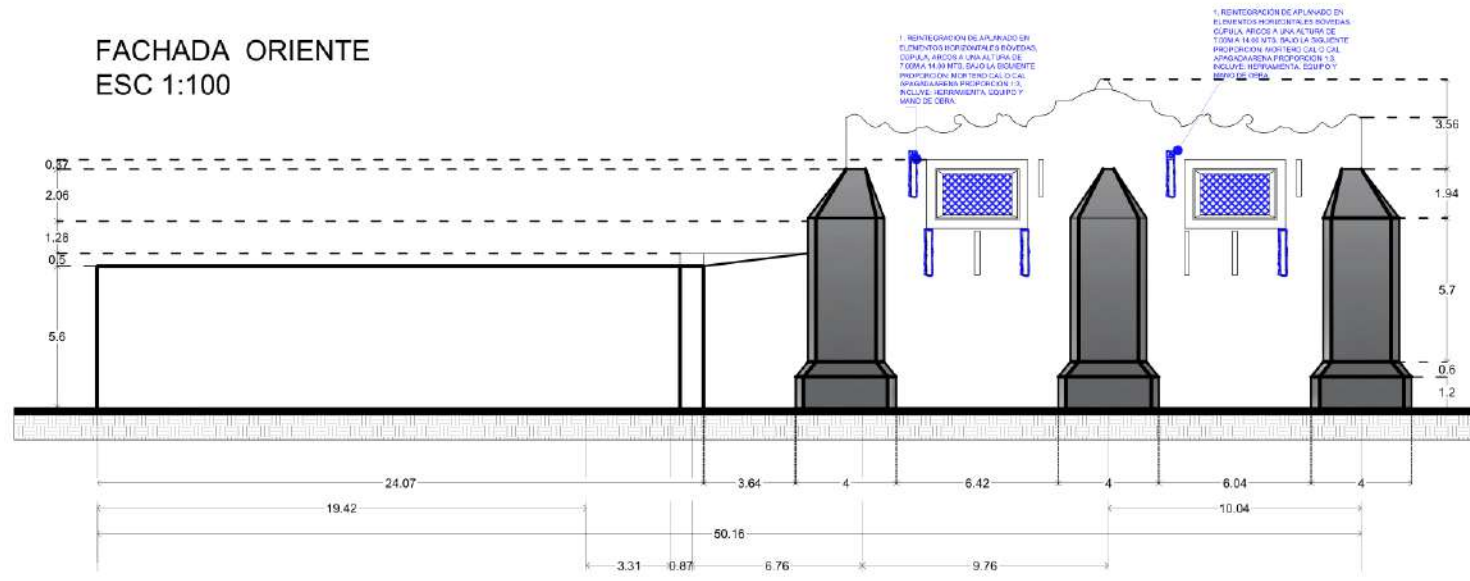 FACHADA ORIENTE
ESC 1:100
1. REINTEGRACIÓN DE APLANADO EN
ELEMENTOS HORIZONTALES BÓVEDAS,
CÚPULA, ARCOS A UNA ALTURA DE
7.00M A 14.00 MTS. BAJO LA SIGUIENTE
PROPORCIÓN: MORTERO CAL O CAL
APAGADA/ARENA PROPORCION 1:3,
INCLUYE: HERRAMIENTA, EQUIPO Y
MANO DE OBRA.
1. REINTEGRACIÓN DE APLANADO EN
ELEMENTOS HORIZONTALES BÓVEDAS,
CÚPULA, ARCOS A UNA ALTURA DE
7.00M A 14.00 MTS. BAJO LA SIGUIENTE
PROPORCIÓN: MORTERO CAL O CAL
APAGADA/ARENA PROPORCION 1:3,
INCLUYE: HERRAMIENTA, EQUIPO Y
MANO DE OBRA.
0.37
2.06
1.28
0.5
5.6
3.56
1.94
5.7
0.6
1.2
24.07 3.64 4 6.42 4 6.04 4
19.42 10.04
50.16
3.31 0.87 6.76 9.76